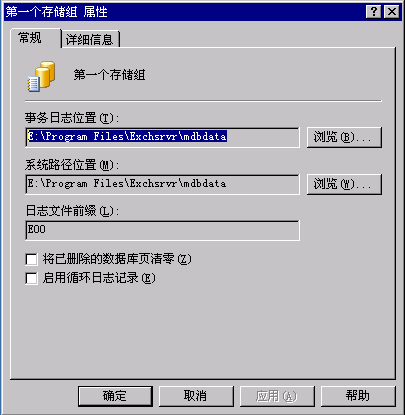 第一个存储组 属性
常规
详细信息
第一个存储组
事务日志位置(T):
E:\Program Files\Exchsrvr\mdbdata
浏览(B)...
系统路径位置(M):
E:\Program Files\Exchsrvr\mdbdata
浏览(W)...
日志文件前缀(L):
E00
将已删除的数据库页清零(Z)
启用循环日志记录(E)
确定
取消
应用(A)
帮助